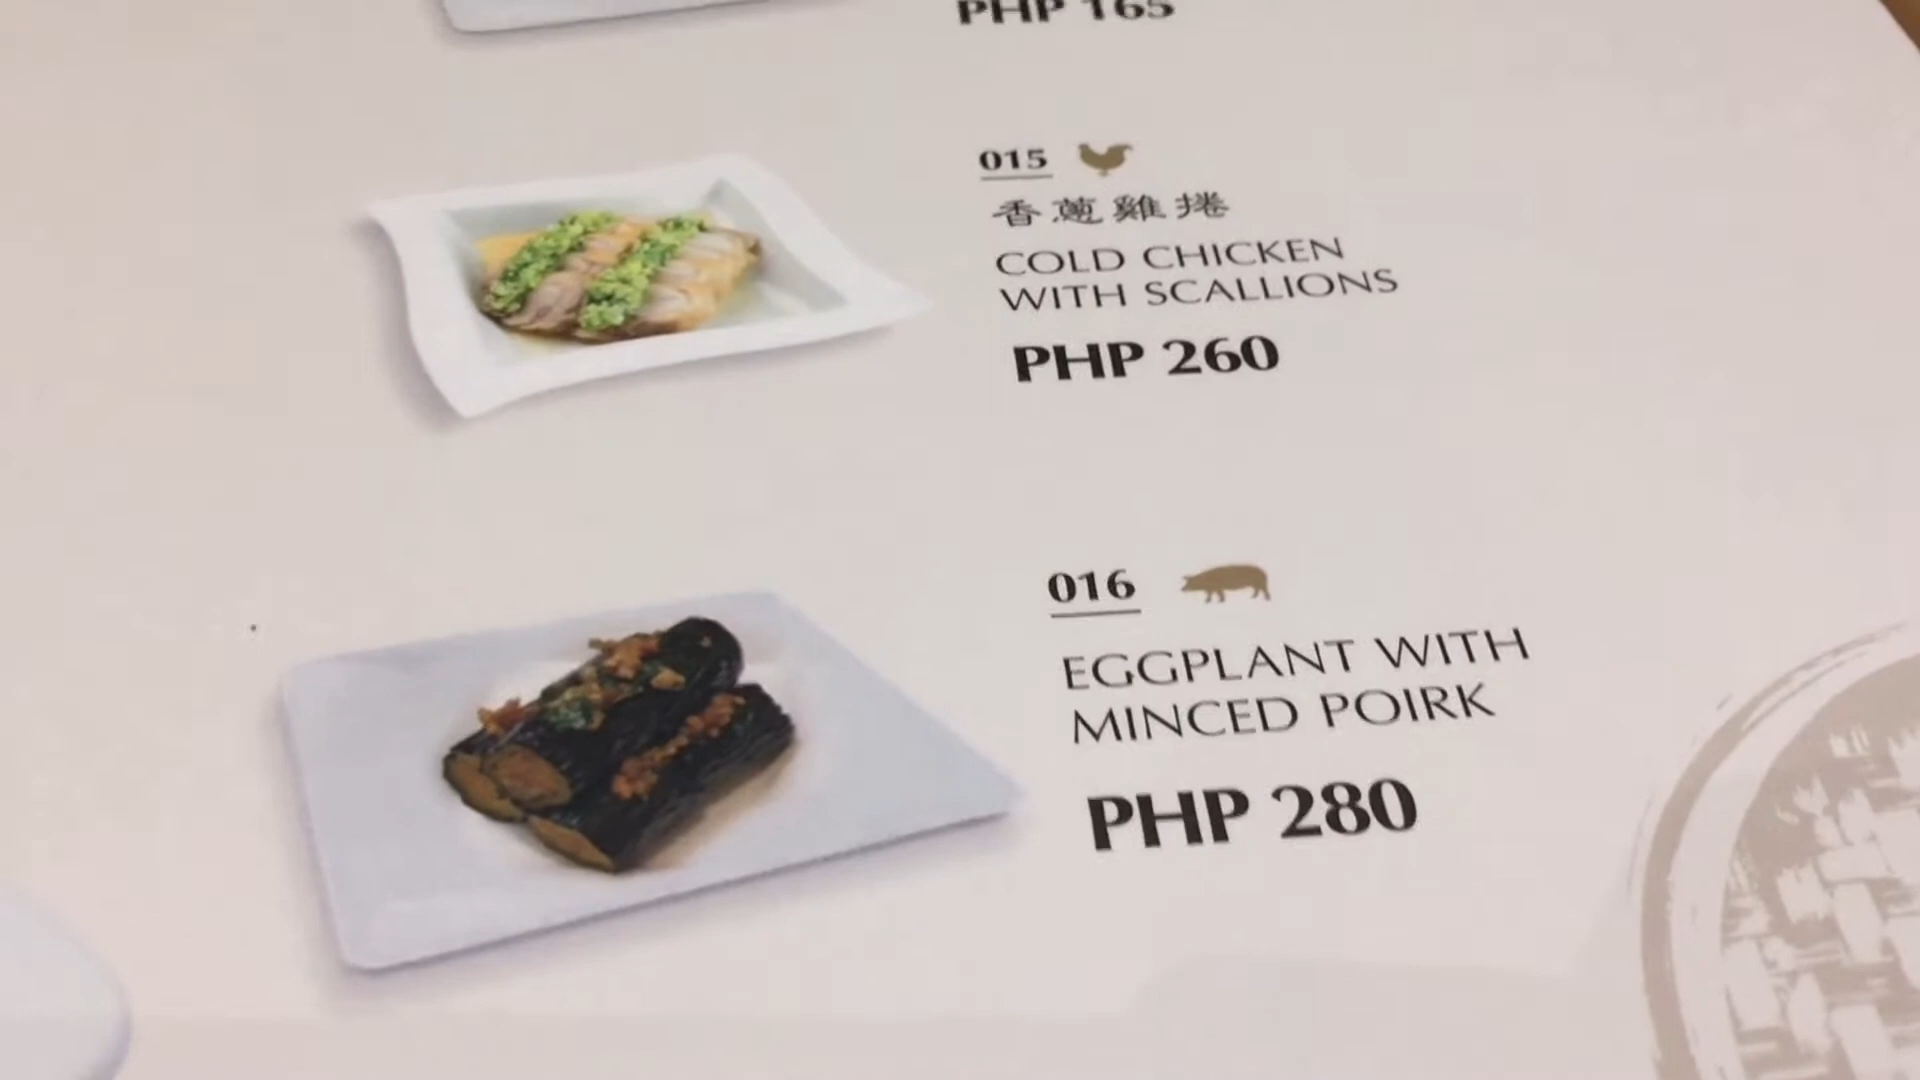 PHP 165
015
香蔥雞捲
COLD CHICKEN
WITH SCALLIONS
PHP 260
016
EGGPLANT WITH
MINCED POIRK
PHP 280